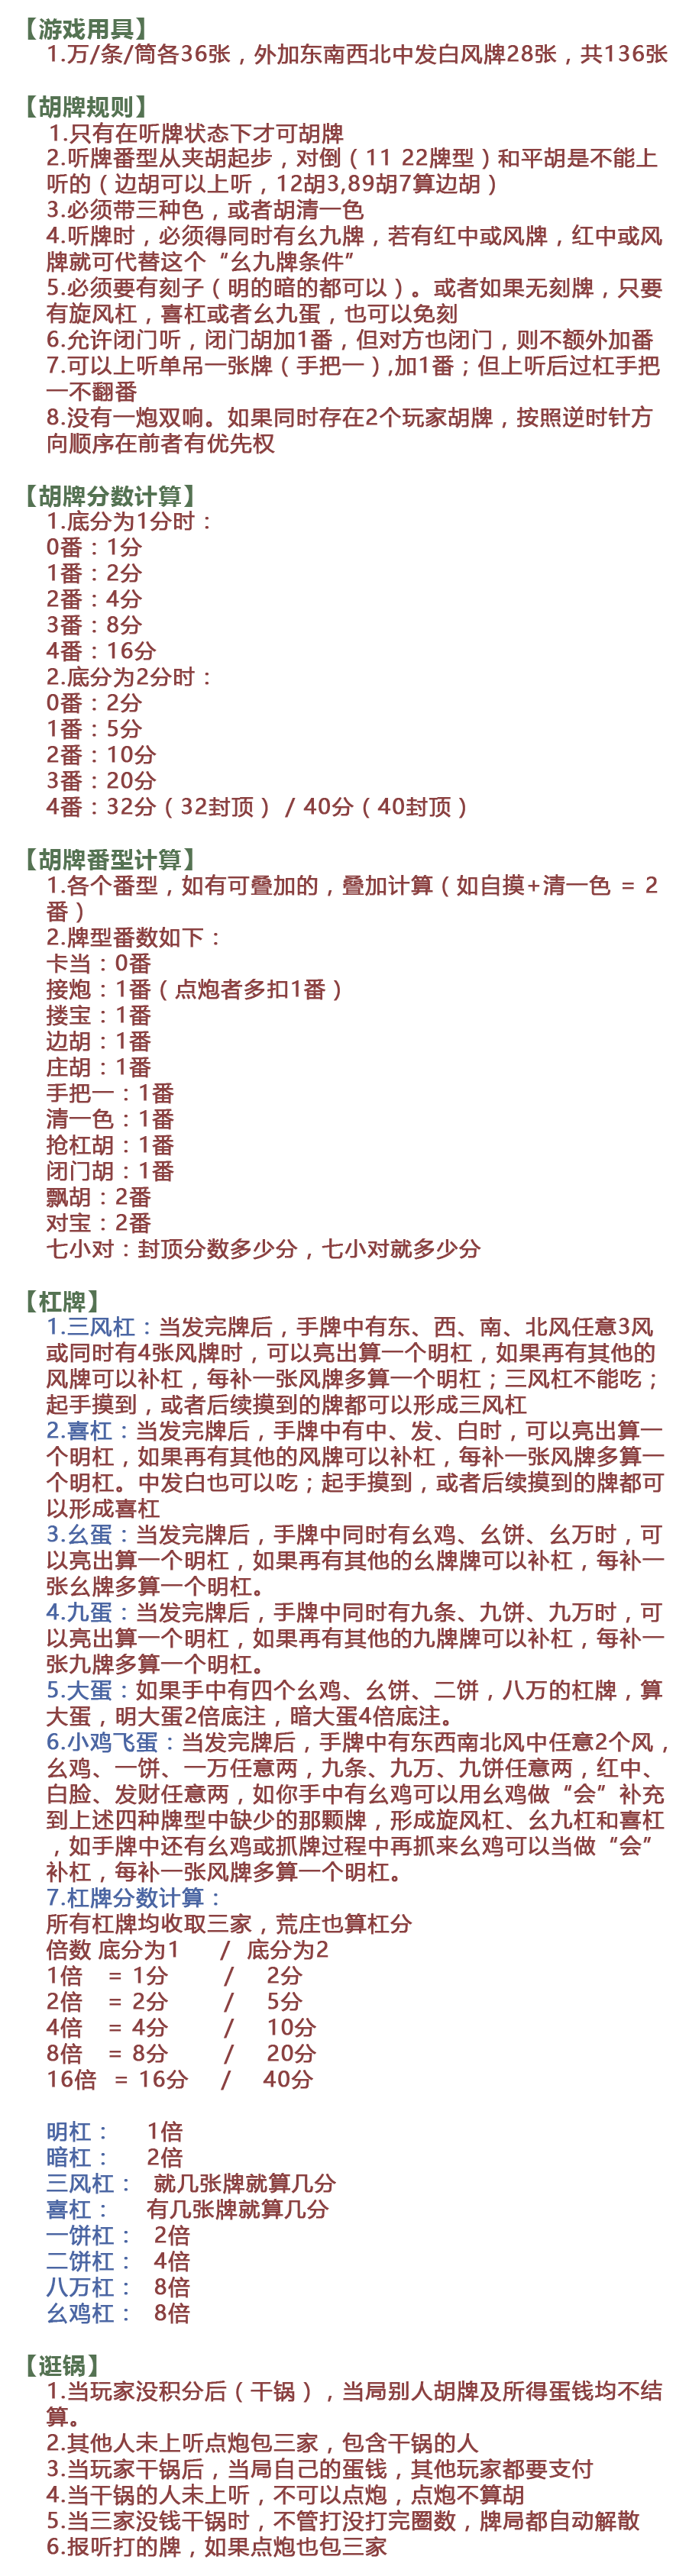 【游戏用具】
1.万/条/筒各36张，外加东南西北中发白风牌28张，共136张
【胡牌规则】
1.只有在听牌状态下才可胡牌
2.听牌番型从夹胡起步，对倒（11 22牌型）和平胡是不能上
听的（边胡可以上听，12胡3,89胡7算边胡）
3.必须带三种色，或者胡清一色
4.听牌时，必须得同时有幺九牌，若有红中或风牌，红中或风
牌就可代替这个“幺九牌条件”
5.必须要有刻子（明的暗的都可以）。或者如果无刻牌，只要
有旋风杠，喜杠或者幺九蛋，也可以免刻
6.允许闭门听，闭门胡加1番，但对方也闭门，则不额外加番
7.可以上听单吊一张牌（手把一）,加1番；但上听后过杠手把
一不翻番
8.没有一炮双响。如果同时存在2个玩家胡牌，按照逆时针方
向顺序在前者有优先权
【胡牌分数计算】
1.底分为1分时：
0番：1分
1番：2分
2番：4分
3番：8分
4番：16分
2.底分为2分时：
0番：2分
1番：5分
2番：10分
3番：20分
4番：32分（32封顶） / 40分（40封顶）
【胡牌番型计算】
1.各个番型，如有可叠加的，叠加计算（如自摸+清一色 = 2
番）
2.牌型番数如下：
卡当：0番
接炮：1番（点炮者多扣1番）
搂宝：1番
边胡：1番
庄胡：1番
手把一：1番
清一色：1番
抢杠胡：1番
闭门胡：1番
飘胡：2番
对宝：2番
七小对：封顶分数多少分，七小对就多少分
【杠牌】
1.三风杠：当发完牌后，手牌中有东、西、南、北风任意3风
或同时有4张风牌时，可以亮出算一个明杠，如果再有其他的
风牌可以补杠，每补一张风牌多算一个明杠；三风杠不能吃；
起手摸到，或者后续摸到的牌都可以形成三风杠
2.喜杠：当发完牌后，手牌中有中、发、白时，可以亮出算一
个明杠，如果再有其他的风牌可以补杠，每补一张风牌多算一
个明杠。中发白也可以吃；起手摸到，或者后续摸到的牌都可
以形成喜杠
3.幺蛋：当发完牌后，手牌中同时有幺鸡、幺饼、幺万时，可
以亮出算一个明杠，如果再有其他的幺牌牌可以补杠，每补一
张幺牌多算一个明杠。
4.九蛋：当发完牌后，手牌中同时有九条、九饼、九万时，可
以亮出算一个明杠，如果再有其他的九牌牌可以补杠，每补一
张九牌多算一个明杠。
5.大蛋：如果手中有四个幺鸡、幺饼、二饼，八万的杠牌，算
大蛋，明大蛋2倍底注，暗大蛋4倍底注。
6.小鸡飞蛋：当发完牌后，手牌中有东西南北风中任意2个风，
幺鸡、一饼、一万任意两，九条、九万、九饼任意两，红中、
白脸、发财任意两，如你手中有幺鸡可以用幺鸡做“会”补充
到上述四种牌型中缺少的那颗牌，形成旋风杠、幺九杠和喜杠
，如手牌中还有幺鸡或抓牌过程中再抓来幺鸡可以当做“会”
补杠，每补一张风牌多算一个明杠。
7.杠牌分数计算：
所有杠牌均收取三家，荒庄也算杠分
倍数 底分为1 / 底分为2
1倍 = 1分 / 2分
2倍 = 2分 / 5分
4倍 = 4分 / 10分
8倍 = 8分 / 20分
16倍 = 16分 / 40分
明杠： 1倍
暗杠： 2倍
三风杠： 就几张牌就算几分
喜杠： 有几张牌就算几分
一饼杠： 2倍
二饼杠： 4倍
八万杠： 8倍
幺鸡杠： 8倍
【逛锅】
1.当玩家没积分后（干锅），当局别人胡牌及所得蛋钱均不结
算。
2.其他人未上听点炮包三家，包含干锅的人
3.当玩家干锅后，当局自己的蛋钱，其他玩家都要支付
4.当干锅的人未上听，不可以点炮，点炮不算胡
5.当三家没钱干锅时，不管打没打完圈数，牌局都自动解散
6.报听打的牌，如果点炮也包三家